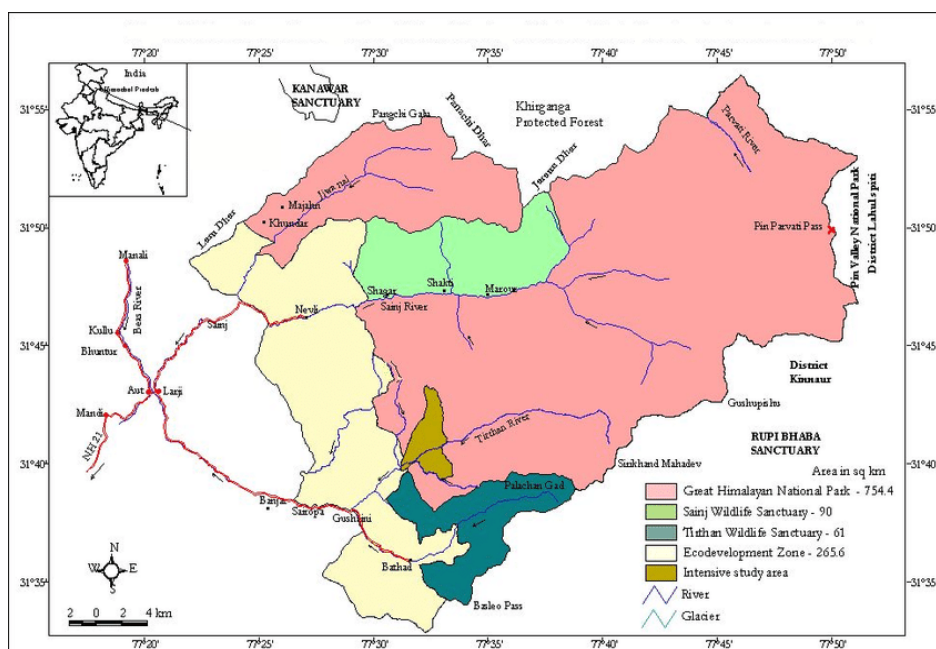 77°20'
77°25'
77°30'
77°35'
77°40'
77°45'
77°50'
India
Himachal Pradesh
KANAWAR
SANCTUARY
Pangchi Galu
Panachi Dhar
Khirganga
Protected Forest
Parvati River
31°55'
31°55'
Jiwa nal
Majahn
Khundar
Lam Dhar
31°50'
31°50'
Pin Parvati Pass
Pin Valley National Park
District Lahul spiti
Manali
Beas River
Shagar
Shakti
Sainj River
Neuli
Sainj
Kullu
Bhuntur
31°45'
31°45'
District
Kinnaur
Aut
Larji
Mandi
NH 21
Gushupishu
Tirthan River
RUPI BHABA
SANCTUARY
31°40'
31°40'
Sirikhand Mahadev
Palachan Gad
Banjar
Sairopa
Gushaini
Bathad
Basleo Pass
31°35'
31°35'
Area in sq km
Great Himalayan National Park - 754.4
Sainj Wildlife Sanctuary - 90
Tirthan Wildlife Sanctuary - 61
Ecodevelopment Zone - 265.6
Intensive study area
River
Glacier
N
W E
S
2 0 2 4 km
77°20'
77°25'
77°30'
77°35'
77°40'
77°45'
77°50'